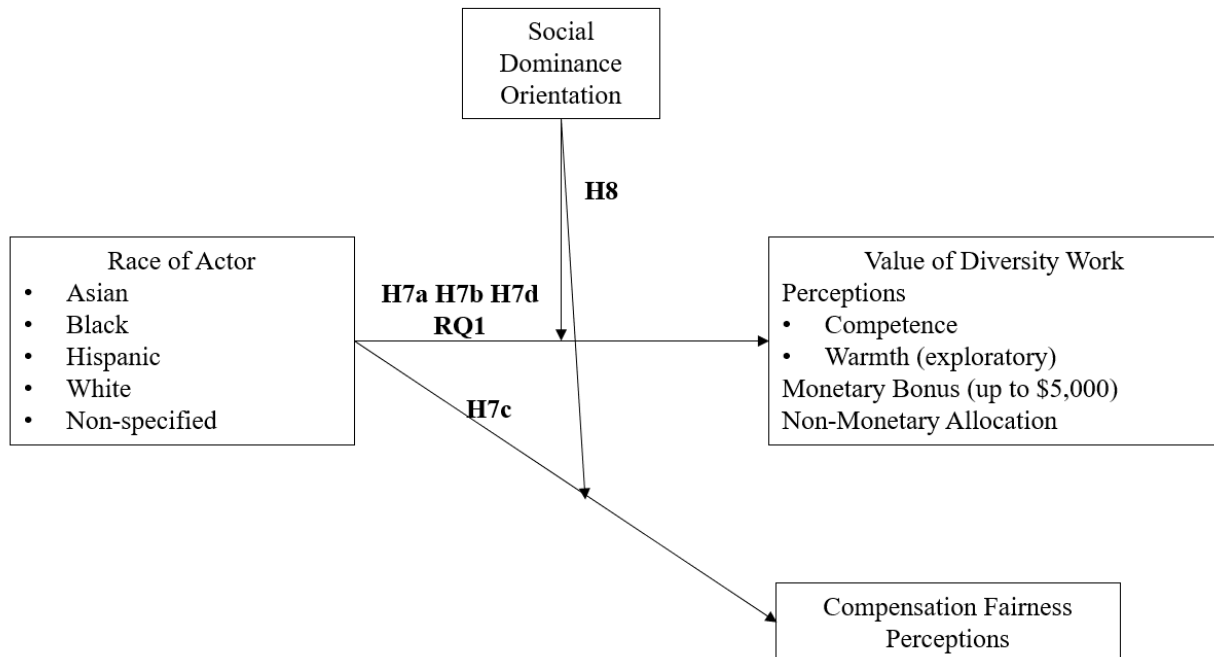 Social
Dominance
Orientation
H8
Race of Actor
• Asian
• Black
• Hispanic
• White
• Non-specified
H7a H7b H7d
RQ1
H7c
Value of Diversity Work
Perceptions
• Competence
• Warmth (exploratory)
Monetary Bonus (up to $5,000)
Non-Monetary Allocation
Compensation Fairness
Perceptions